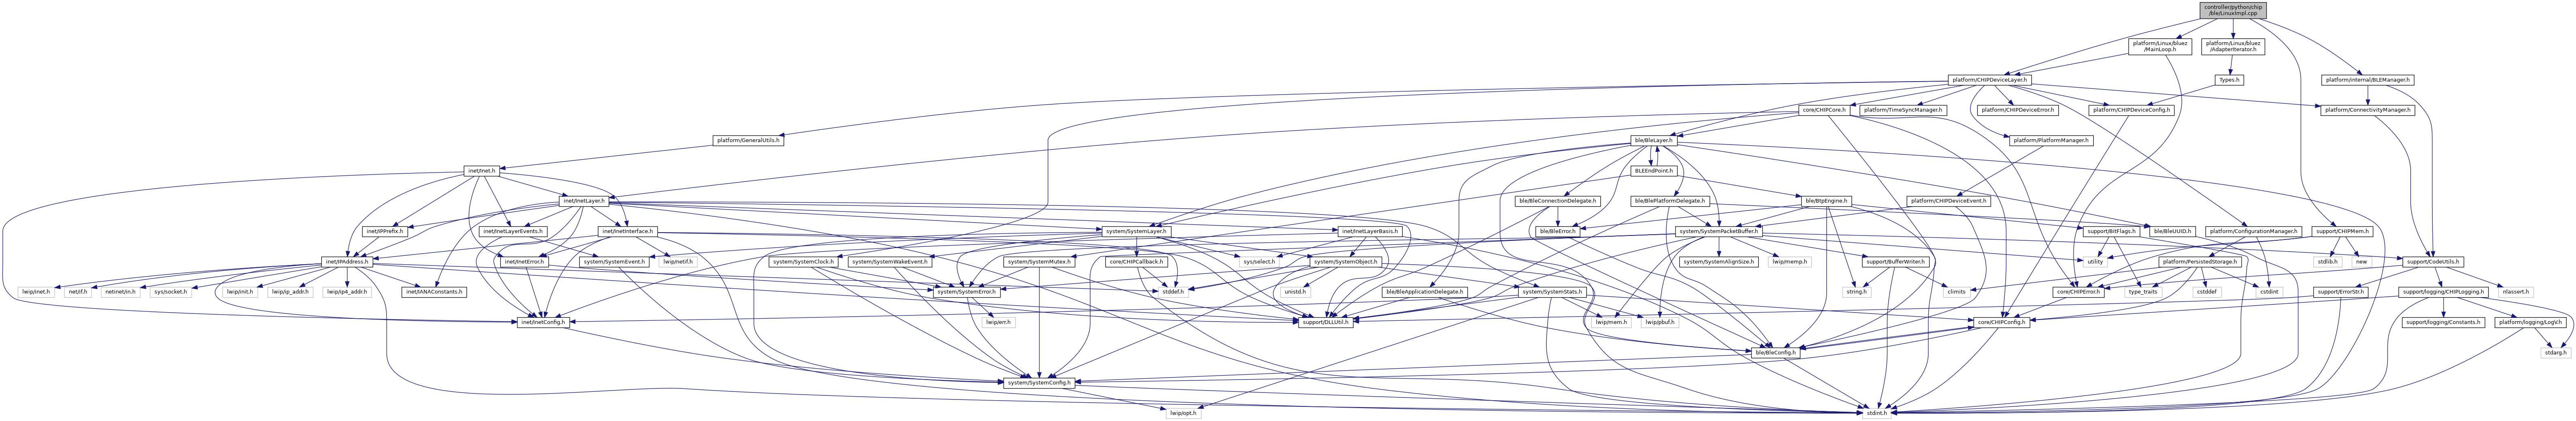 controller/python/chip
/ble/LinuxImpl.cpp
platform/Linux/bluez
/MainLoop.h
platform/Linux/bluez
/AdapterIterator.h
platform/CHIPDeviceLayer.h
Types.h
platform/internal/BLEManager.h
core/CHIPCore.h
platform/TimeSyncManager.h
platform/CHIPDeviceError.h
platform/CHIPDeviceConfig.h
platform/ConnectivityManager.h
platform/GeneralUtils.h
ble/BleLayer.h
platform/PlatformManager.h
inet/Inet.h
BLEEndPoint.h
inet/InetLayer.h
ble/BleConnectionDelegate.h
ble/BlePlatformDelegate.h
ble/BtpEngine.h
platform/CHIPDeviceEvent.h
inet/IPPrefix.h
inet/InetLayerEvents.h
inet/InetInterface.h
system/SystemLayer.h
inet/InetLayerBasis.h
ble/BleError.h
system/SystemPacketBuffer.h
support/BitFlags.h
ble/BleUUID.h
platform/ConfigurationManager.h
support/CHIPMem.h
inet/IPAddress.h
inet/InetError.h
system/SystemEvent.h
lwip/netif.h
system/SystemClock.h
system/SystemWakeEvent.h
system/SystemMutex.h
core/CHIPCallback.h
sys/select.h
system/SystemObject.h
system/SystemAlignSize.h
lwip/memp.h
support/BufferWriter.h
utility
platform/PersistedStorage.h
stdlib.h
new
support/CodeUtils.h
lwip/inet.h
net/if.h
netinet/in.h
sys/socket.h
lwip/init.h
lwip/ip_addr.h
lwip/ip4_addr.h
inet/IANAConstants.h
system/SystemError.h
stddef.h
unistd.h
ble/BleApplicationDelegate.h
system/SystemStats.h
string.h
climits
core/CHIPError.h
type_traits
cstddef
cstdint
support/ErrorStr.h
support/logging/CHIPLogging.h
nlassert.h
inet/InetConfig.h
lwip/err.h
support/DLLUtil.h
lwip/mem.h
lwip/pbuf.h
core/CHIPConfig.h
support/logging/Constants.h
platform/logging/LogV.h
ble/BleConfig.h
stdarg.h
system/SystemConfig.h
lwip/opt.h
stdint.h